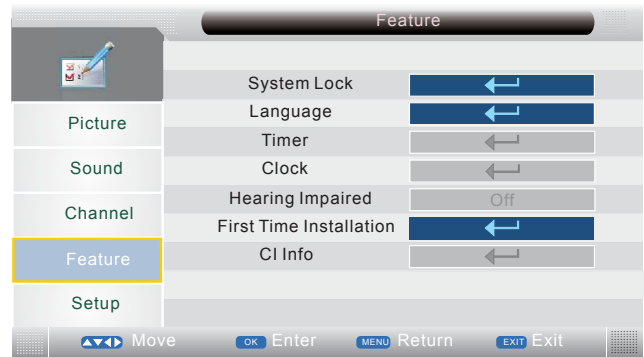 Feature
System Lock
Language
Timer
Clock
Hearing Impaired Off
First Time Installation
CI Info
Picture
Sound
Channel
Feature
Setup
Move OK Enter MENU Return EXIT Exit